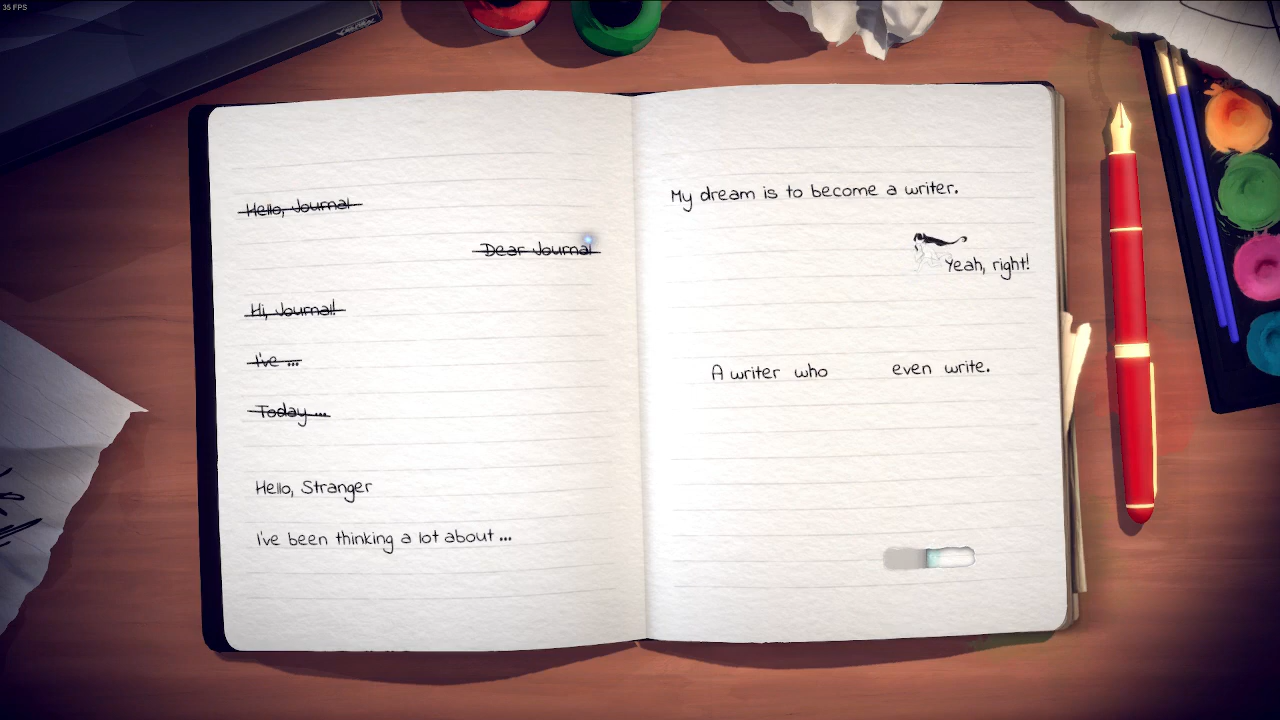 35 FPS
Hello, Journal
Dear Journal
Hi, Journal!
I've ...
Today ...
Hello, Stranger
I've been thinking a lot about ...
My dream is to become a writer.
Yeah, right!
A writer who even write.